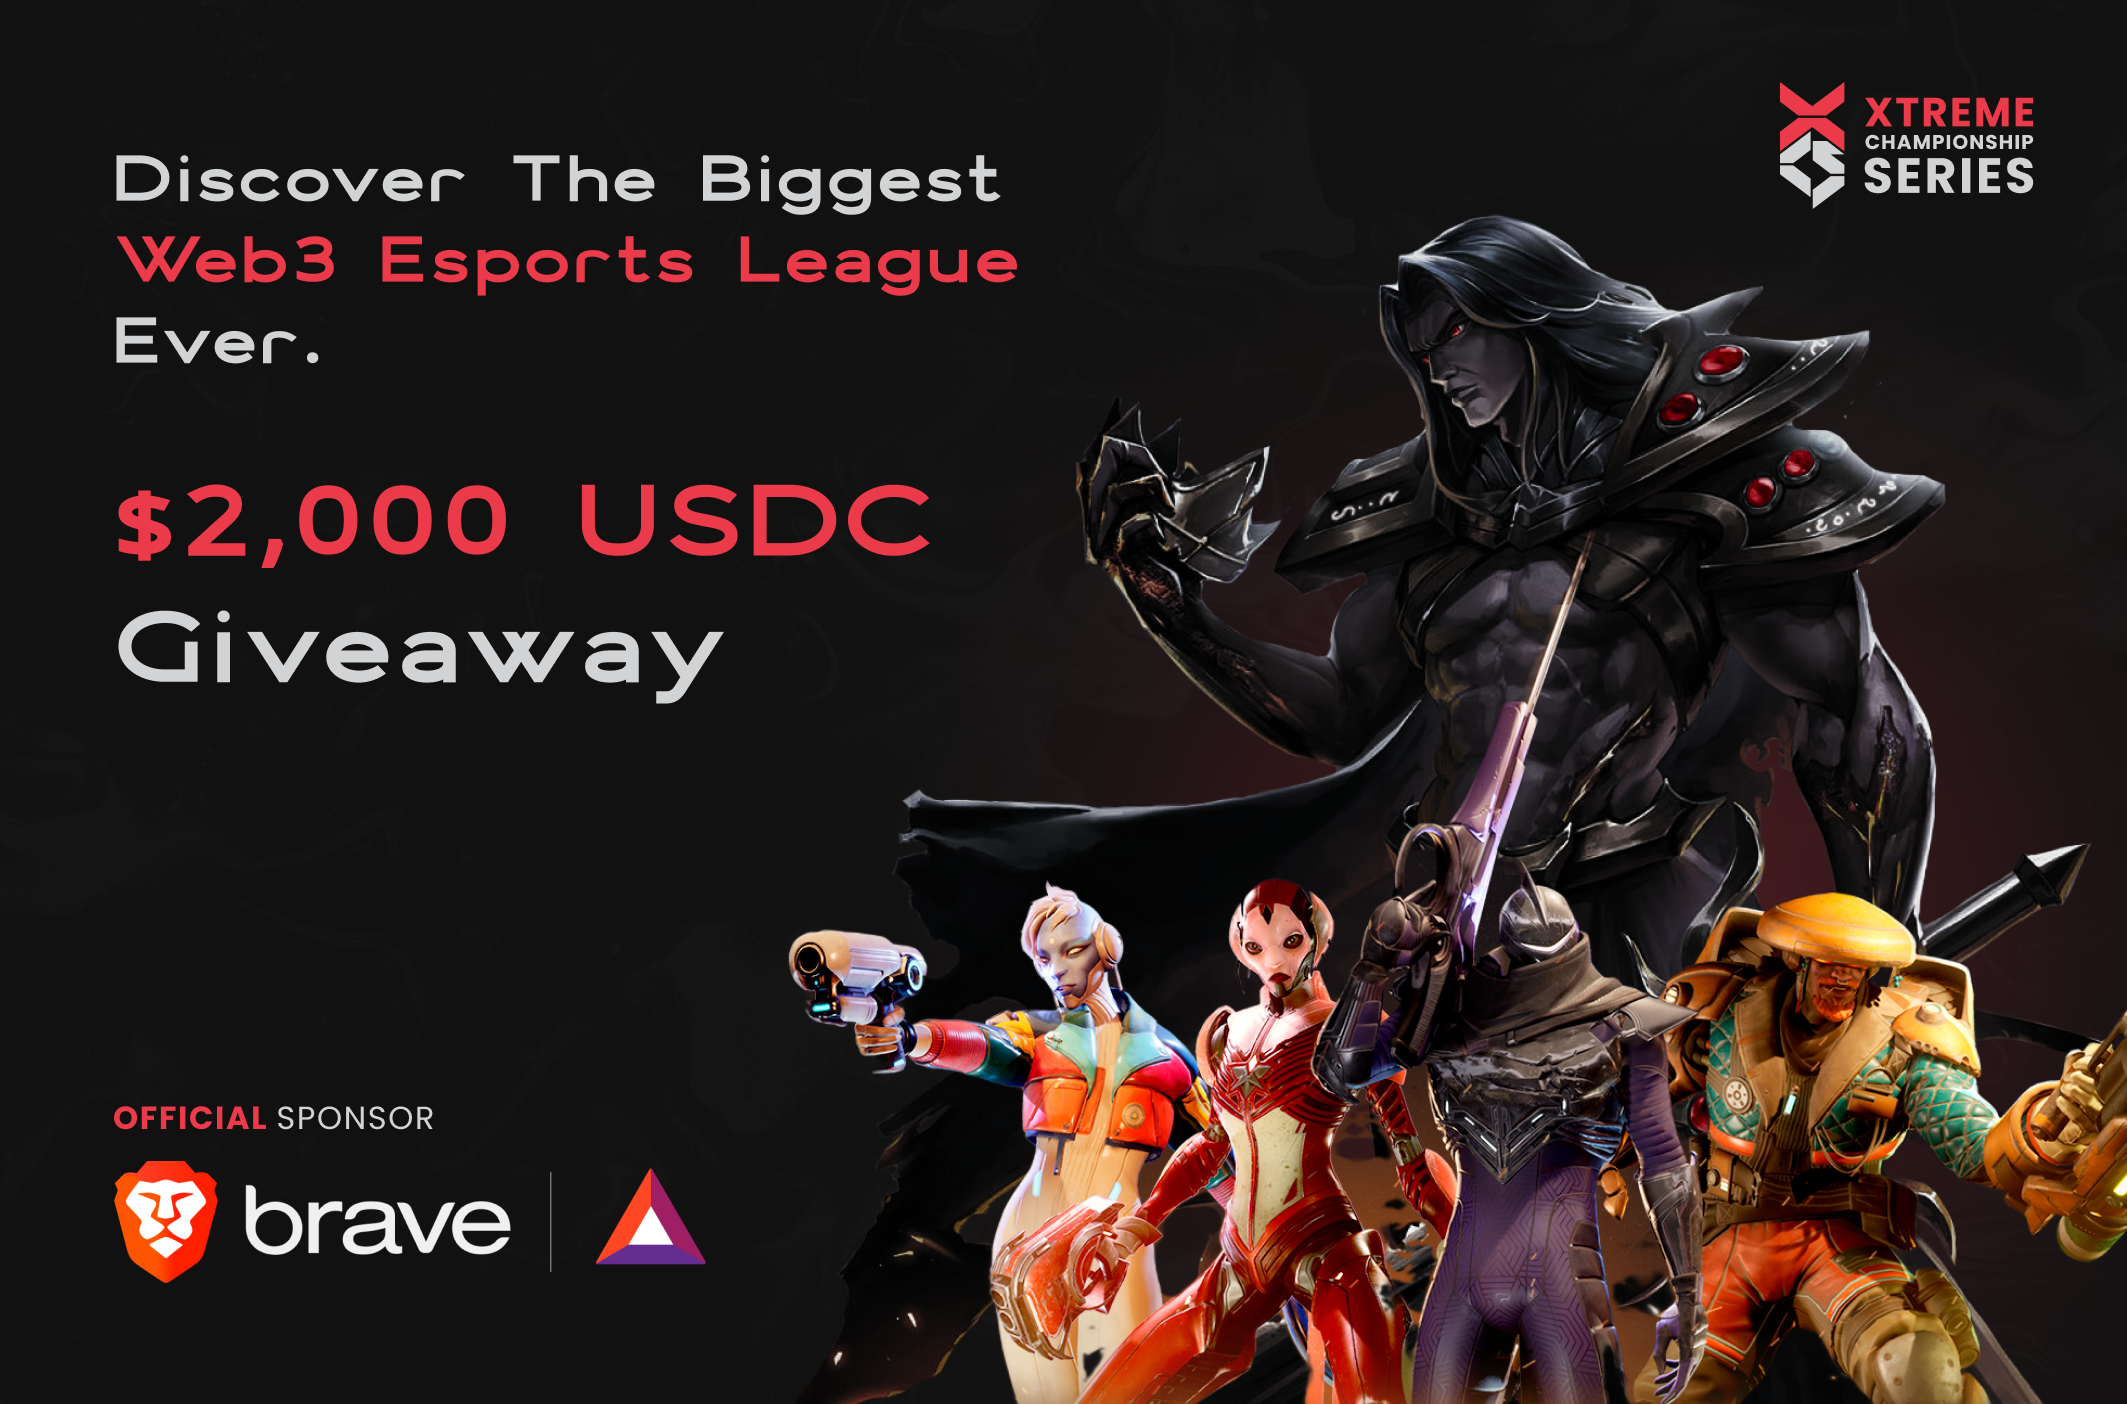 XTREME
CHAMPIONSHIP
SERIES
Discover The Biggest
Web3 Esports League
Ever.
$2,000 USDC
Giveaway
OFFICIAL SPONSOR
brave